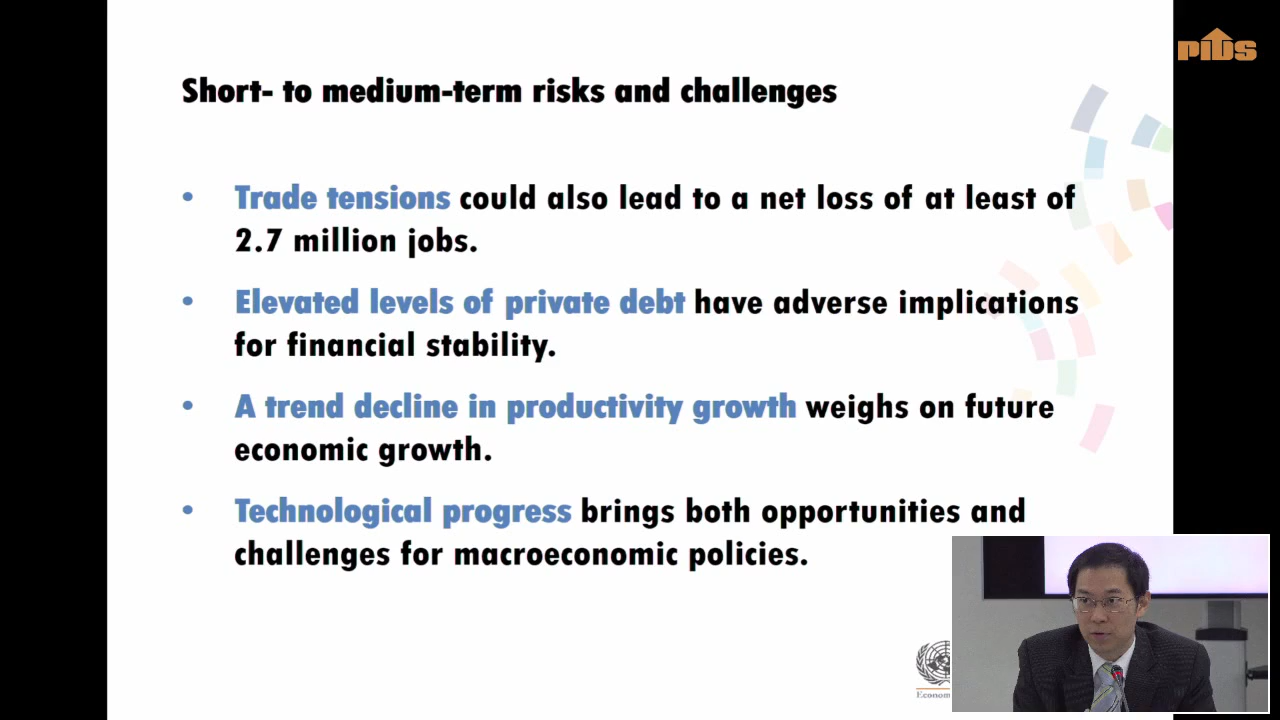 PIDS
Short- to medium-term risks and challenges
• Trade tensions could also lead to a net loss of at least of
2.7 million jobs.
• Elevated levels of private debt have adverse implications
for financial stability.
• A trend decline in productivity growth weighs on future
economic growth.
• Technological progress brings both opportunities and
challenges for macroeconomic policies.
Econom